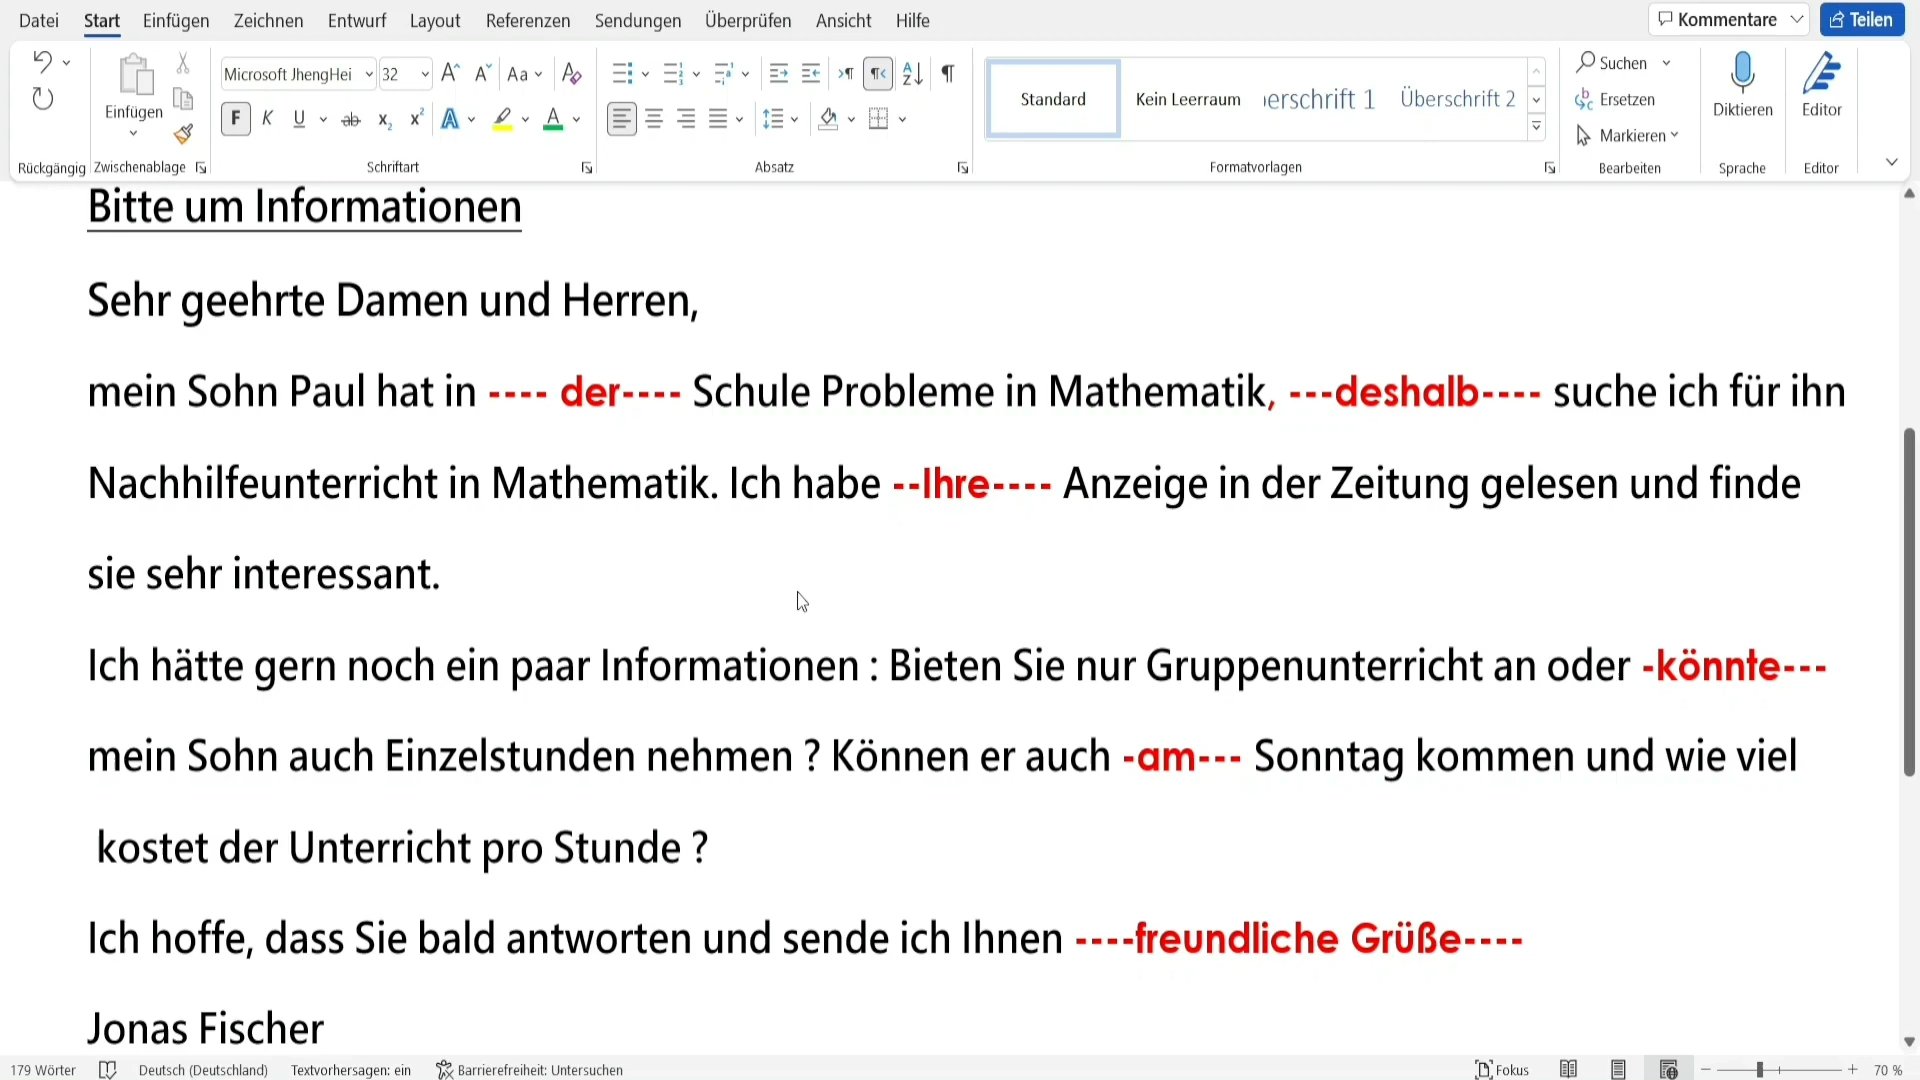 Datei Start Einfügen Zeichnen Entwurf Layout Referenzen Sendungen Überprüfen Ansicht Hilfe Kommentare Teilen
Microsoft JhengHei 32
Einfügen
Standard Kein Leerraum erschrift 1 Überschrift 2
Suchen
Ersetzen
Markieren
Diktieren Editor
Rückgängig Zwischenablage Schriftart Absatz Formatvorlagen Bearbeiten Sprache Editor
Bitte um Informationen
Sehr geehrte Damen und Herren,
mein Sohn Paul hat in ---- der---- Schule Probleme in Mathematik, ---deshalb---- suche ich für ihn
Nachhilfeunterricht in Mathematik. Ich habe --Ihre---- Anzeige in der Zeitung gelesen und finde
sie sehr interessant.
Ich hätte gern noch ein paar Informationen : Bieten Sie nur Gruppenunterricht an oder -könnte---
mein Sohn auch Einzelstunden nehmen ? Können er auch -am--- Sonntag kommen und wie viel
kostet der Unterricht pro Stunde ?
Ich hoffe, dass Sie bald antworten und sende ich Ihnen ----freundliche Grüße----
Jonas Fischer
179 Wörter Deutsch (Deutschland) Textvorhersagen: ein Barrierefreiheit: Untersuchen Fokus 70 %